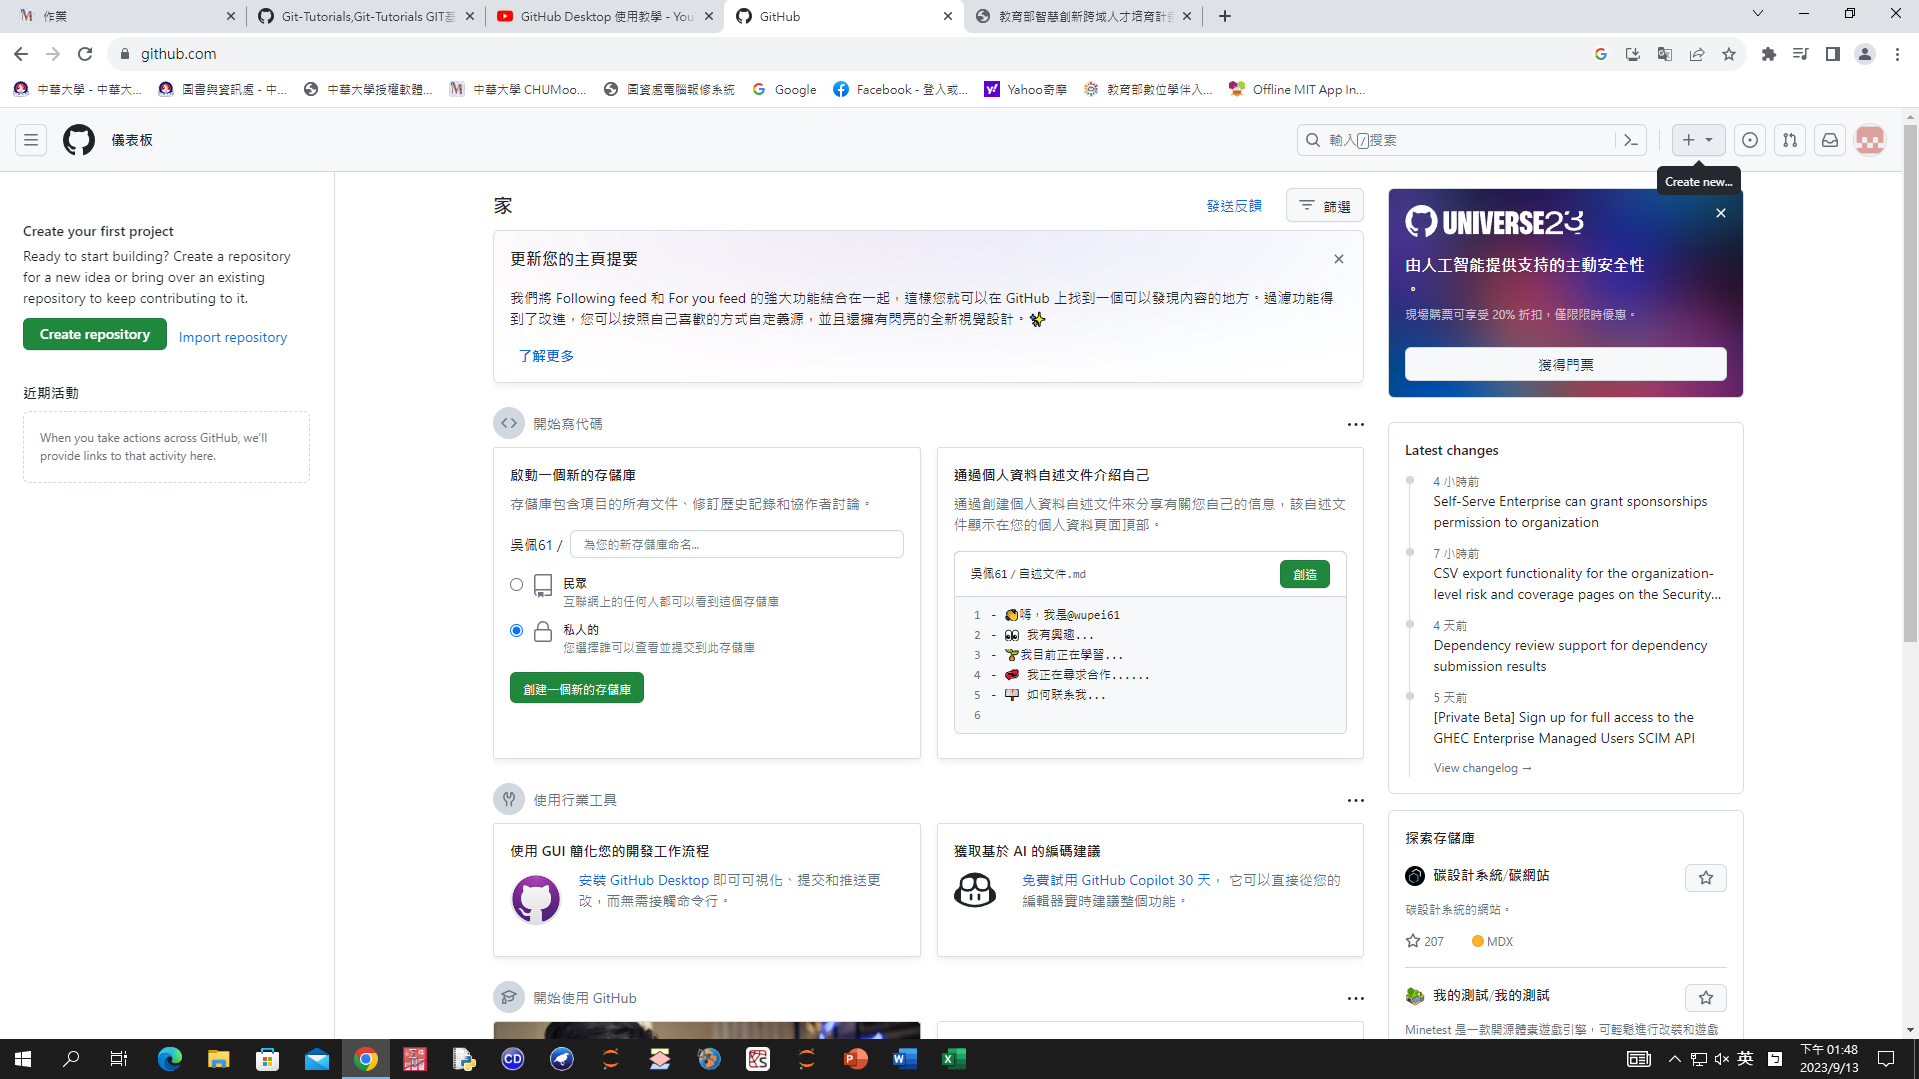 作業
Git-Tutorials,Git-Tutorials GIT基
GitHub Desktop 使用教學 - You
GitHub
教育部智慧創新跨域人才培育計畫
github.com
中華大學 - 中華大...
圖書與資訊處 - 中...
中華大學授權軟體...
中華大學 CHUMoo...
圖資處電腦報修系統
Google
Facebook - 登入或...
Yahoo奇摩
教育部數位學伴入...
Offline MIT App In...
儀表板
輸入/搜索
Create new...
Create your first project
Ready to start building? Create a repository
for a new idea or bring over an existing
repository to keep contributing to it.
Create repository
Import repository
近期活動
When you take actions across GitHub, we'll
provide links to that activity here.
家
發送反饋
篩選
更新您的主頁提要
我們將 Following feed 和 For you feed 的強大功能結合在一起，這樣您就可以在 GitHub 上找到一個可以發現內容的地方。過濾功能得
到了改進，您可以按照自己喜歡的方式自定義源，並且還擁有閃亮的全新視覺設計。✨
了解更多
開始寫代碼
啟動一個新的存儲庫
存儲庫包含項目的所有文件、修訂歷史記錄和協作者討論。
吳佩61 /
為您的新存儲庫命名...
民眾
互聯網上的任何人都可以看到這個存儲庫
私人的
您選擇誰可以查看並提交到此存儲庫
創建一個新的存儲庫
通過個人資料自述文件介紹自己
通過創建個人資料自述文件來分享有關您自己的信息，該自述文
件顯示在您的個人資料頁面頂部。
吳佩61 / 自述文件.md
創造
1 - 👋嗨，我是@wupei61
2 - 👀 我有興趣...
3 - 🌱我目前正在學習...
4 - 💞️ 我正在尋求合作......
5 - 📫 如何联系我...
6
使用行業工具
使用 GUI 簡化您的開發工作流程
安裝 GitHub Desktop 即可可視化、提交和推送更
改，而無需接觸命令行。
獲取基於 AI 的編碼建議
免費試用 GitHub Copilot 30 天， 它可以直接從您的
編輯器實時建議整個功能。
開始使用 GitHub
UNIVERSE23
由人工智能提供支持的主動安全性
。
現場購票可享受 20% 折扣，僅限限時優惠。
獲得門票
Latest changes
4 小時前
Self-Serve Enterprise can grant sponsorships
permission to organization
7 小時前
CSV export functionality for the organization-
level risk and coverage pages on the Security...
4 天前
Dependency review support for dependency
submission results
5 天前
[Private Beta] Sign up for full access to the
GHEC Enterprise Managed Users SCIM API
View changelog →
探索存儲庫
碳設計系統/碳網站
碳設計系統的網站。
207
MDX
我的測試/我的測試
Minetest 是一款開源體素遊戲引擎，可輕鬆進行改裝和遊戲
英
下午 01:48
2023/9/13